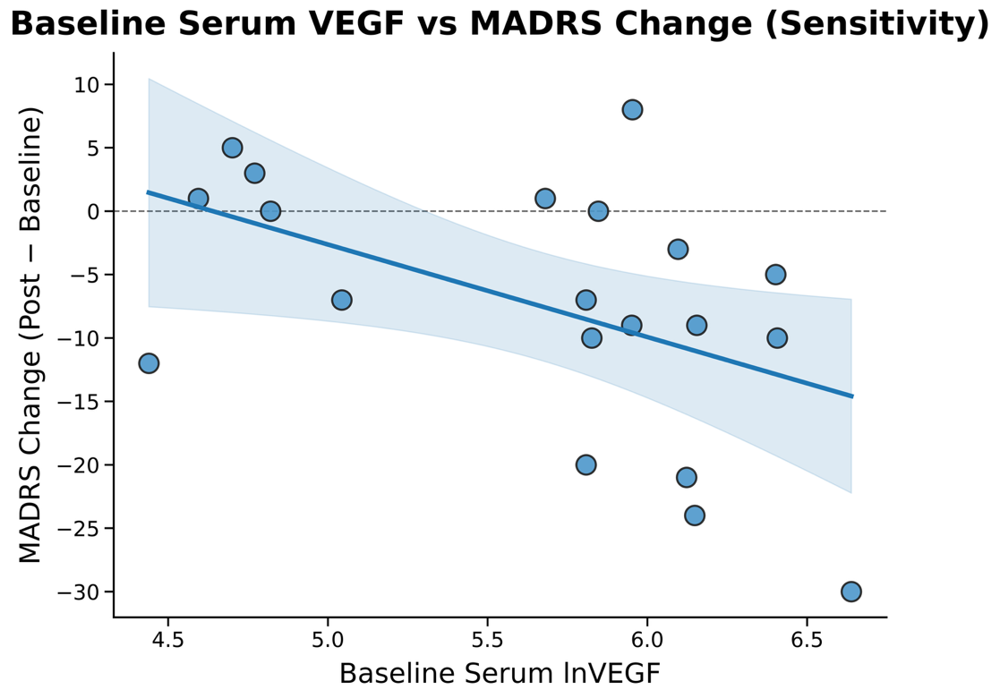 Baseline Serum VEGF vs MADRS Change (Sensitivity)
MADRS Change (Post − Baseline)
10
5
0
−5
−10
−15
−20
−25
−30
4.5 5.0 5.5 6.0 6.5
Baseline Serum lnVEGF